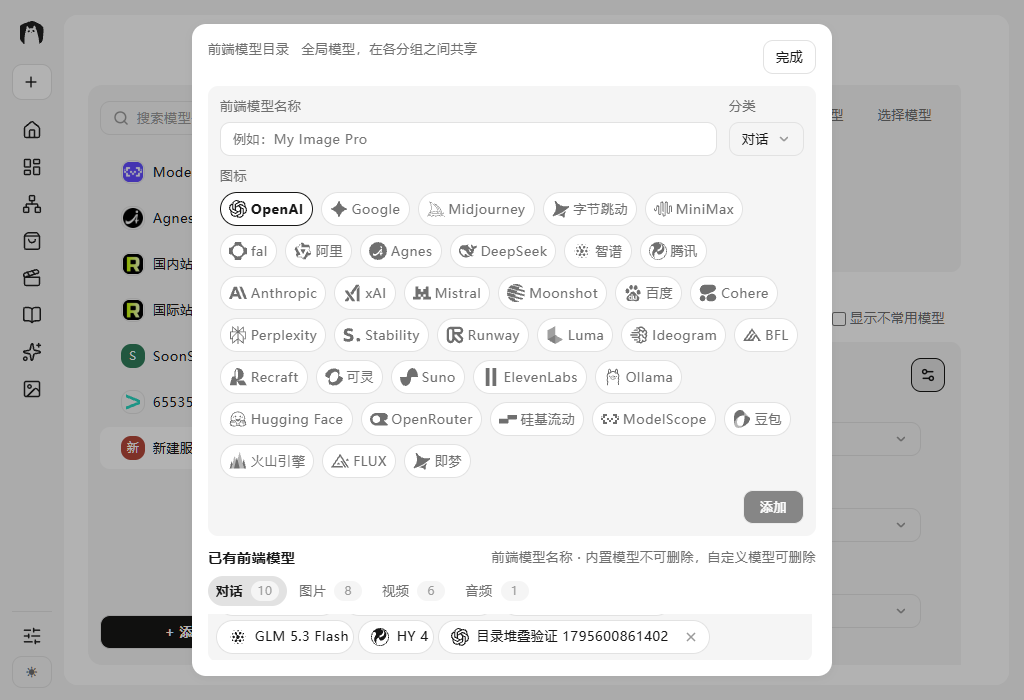 前端模型目录 全局模型，在各分组之间共享
完成
前端模型名称
分类
例如：My Image Pro
对话
图标
OpenAI Google Midjourney 字节跳动 MiniMax
fal 阿里 Agnes DeepSeek 智谱 腾讯
Anthropic xAI Mistral Moonshot 百度 Cohere
Perplexity Stability Runway Luma Ideogram BFL
Recraft 可灵 Suno ElevenLabs Ollama
Hugging Face OpenRouter 硅基流动 ModelScope 豆包
火山引擎 FLUX 即梦
添加
已有前端模型
前端模型名称 · 内置模型不可删除，自定义模型可删除
对话 10 图片 8 视频 6 音频 1
GLM 5.3 Flash HY 4 目录堆叠验证 1795600861402
搜索模型
Mode
Agnes
国内站
国际站
S SoonS
65535
新 新建服
+ 添
型 选择模型
显示不常用模型